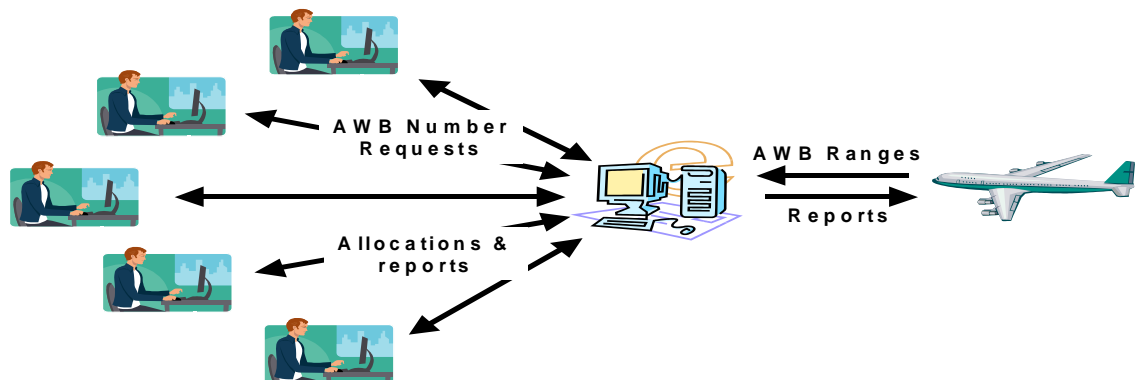 AWB Number
Requests
AWB Ranges
Reports
Allocations &
reports